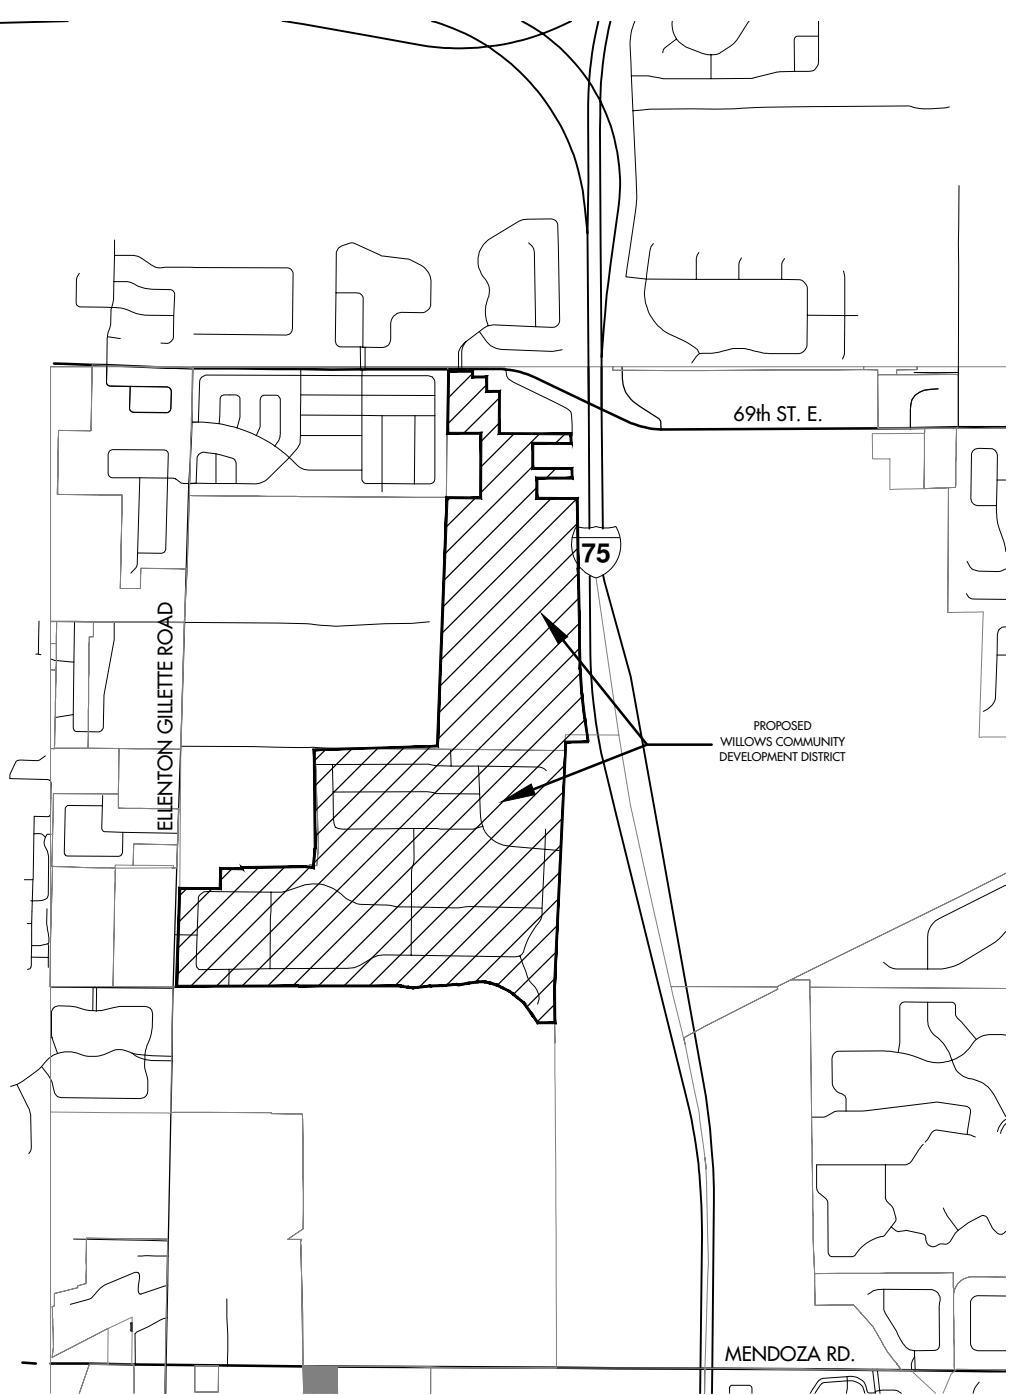 69th ST. E.
75
ELLENTON GILLETTE ROAD
PROPOSED
WILLOWS COMMUNITY
DEVELOPMENT DISTRICT
MENDOZA RD.